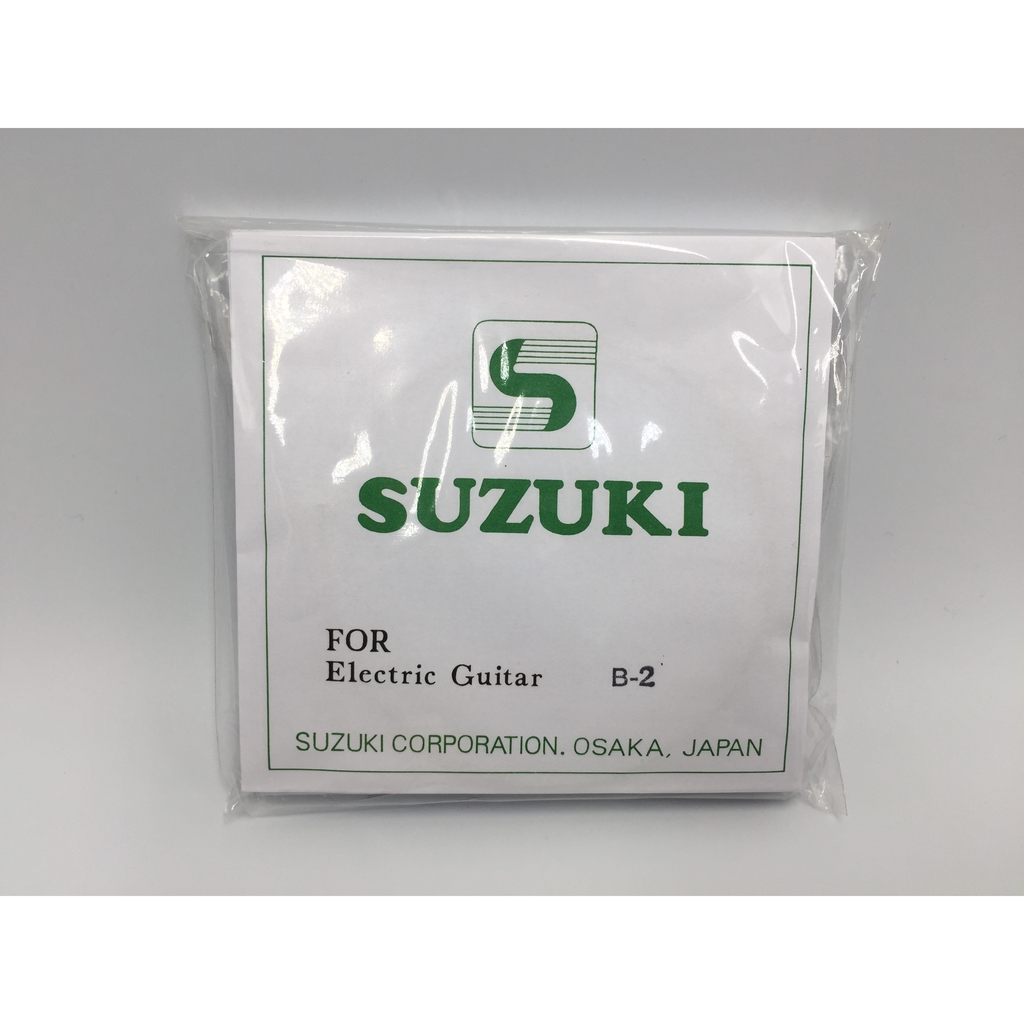 S
SUZUKI
FOR
Electric Guitar B-2
SUZUKI CORPORATION. OSAKA, JAPAN